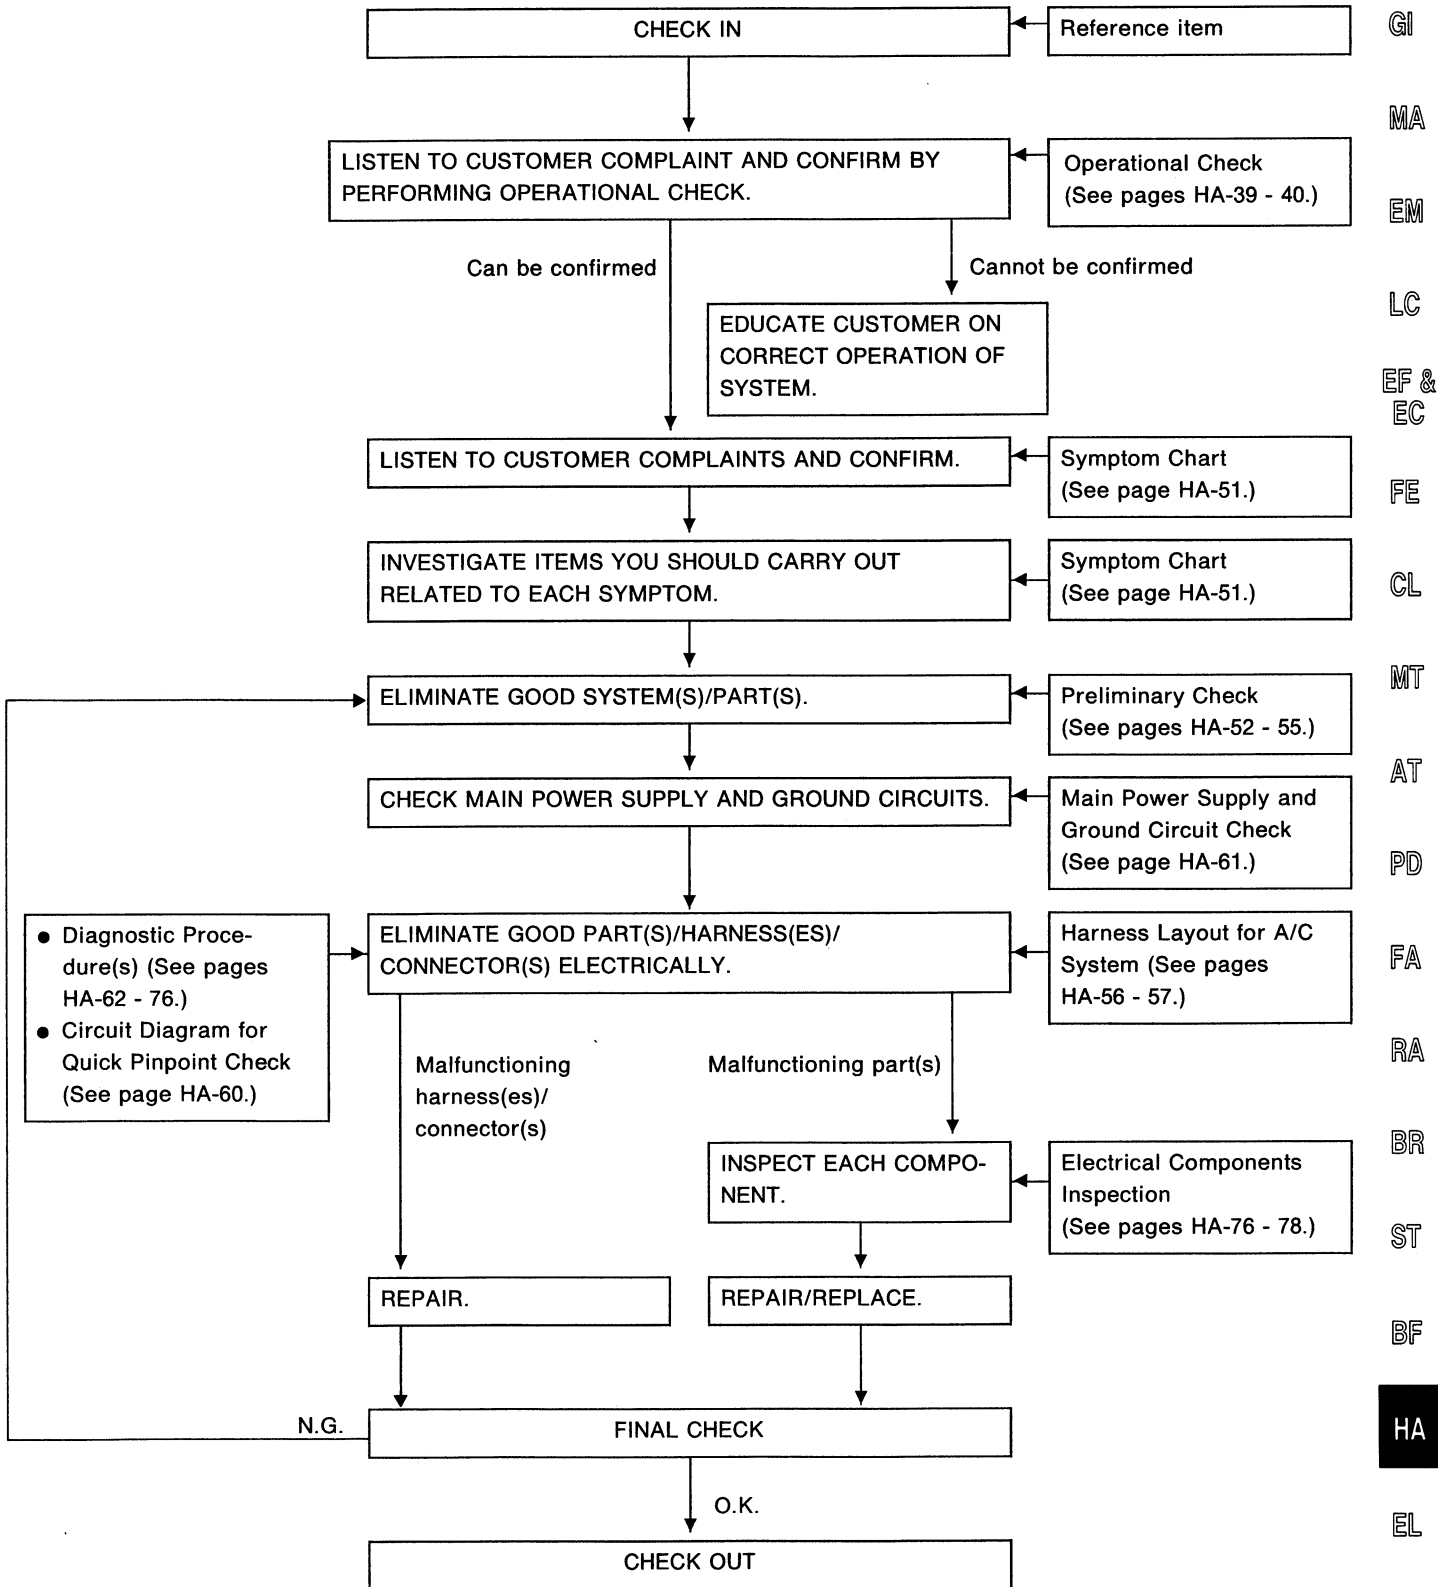 CHECK IN
Reference item
LISTEN TO CUSTOMER COMPLAINT AND CONFIRM BY
PERFORMING OPERATIONAL CHECK.
Operational Check
(See pages HA-39 - 40.)
Can be confirmed
Cannot be confirmed
EDUCATE CUSTOMER ON
CORRECT OPERATION OF
SYSTEM.
LISTEN TO CUSTOMER COMPLAINTS AND CONFIRM.
Symptom Chart
(See page HA-51.)
INVESTIGATE ITEMS YOU SHOULD CARRY OUT
RELATED TO EACH SYMPTOM.
Symptom Chart
(See page HA-51.)
ELIMINATE GOOD SYSTEM(S)/PART(S).
Preliminary Check
(See pages HA-52 - 55.)
CHECK MAIN POWER SUPPLY AND GROUND CIRCUITS.
Main Power Supply and
Ground Circuit Check
(See page HA-61.)
● Diagnostic Proce-
dure(s) (See pages
HA-62 - 76.)
● Circuit Diagram for
Quick Pinpoint Check
(See page HA-60.)
ELIMINATE GOOD PART(S)/HARNESS(ES)/
CONNECTOR(S) ELECTRICALLY.
Harness Layout for A/C
System (See pages
HA-56 - 57.)
Malfunctioning
harness(es)/
connector(s)
Malfunctioning part(s)
INSPECT EACH COMPO-
NENT.
Electrical Components
Inspection
(See pages HA-76 - 78.)
REPAIR.
REPAIR/REPLACE.
N.G.
FINAL CHECK
O.K.
CHECK OUT
GI
MA
EM
LC
EF &
EC
FE
CL
MT
AT
PD
FA
RA
BR
ST
BF
HA
EL